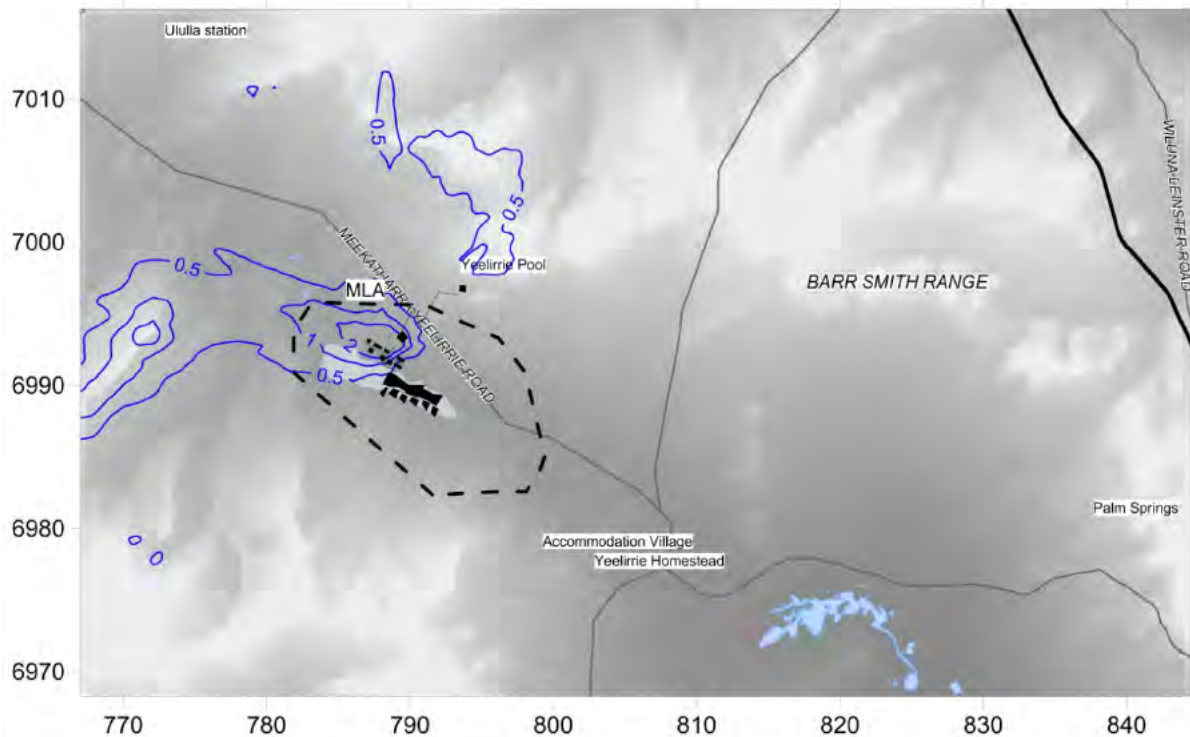 Ululla station
7010
0.5
0.5
WILUNA-LEINSTER ROAD
7000
MEEKATHARRA-YEELIRRIE ROAD
Yeelirrie Pool
0.5
MLA
BARR SMITH RANGE
1
2
6990
0.5
6980
Palm Springs
Accommodation Village
Yeelirrie Homestead
6970
770
780
790
800
810
820
830
840